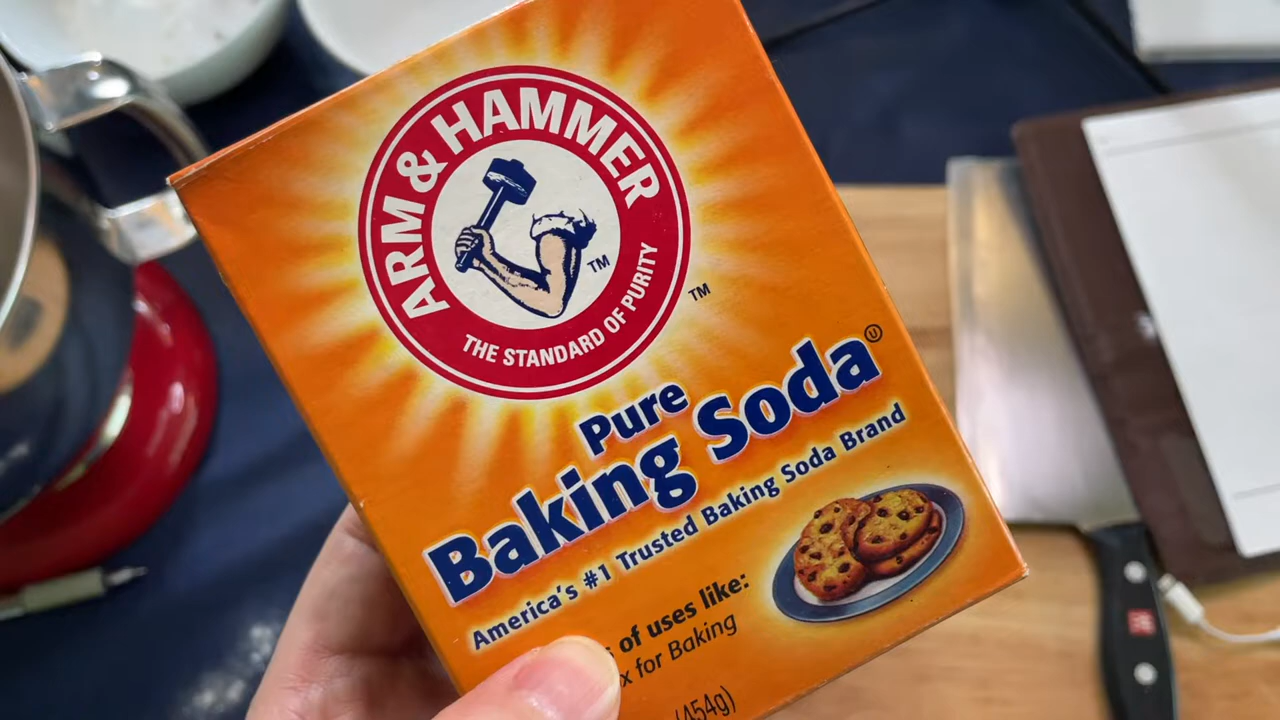 ARM & HAMMER
THE STANDARD OF PURITY
TM
TM
Pure
Baking Soda
U
America's #1 Trusted Baking Soda Brand
of uses like:
for Baking
(454g)